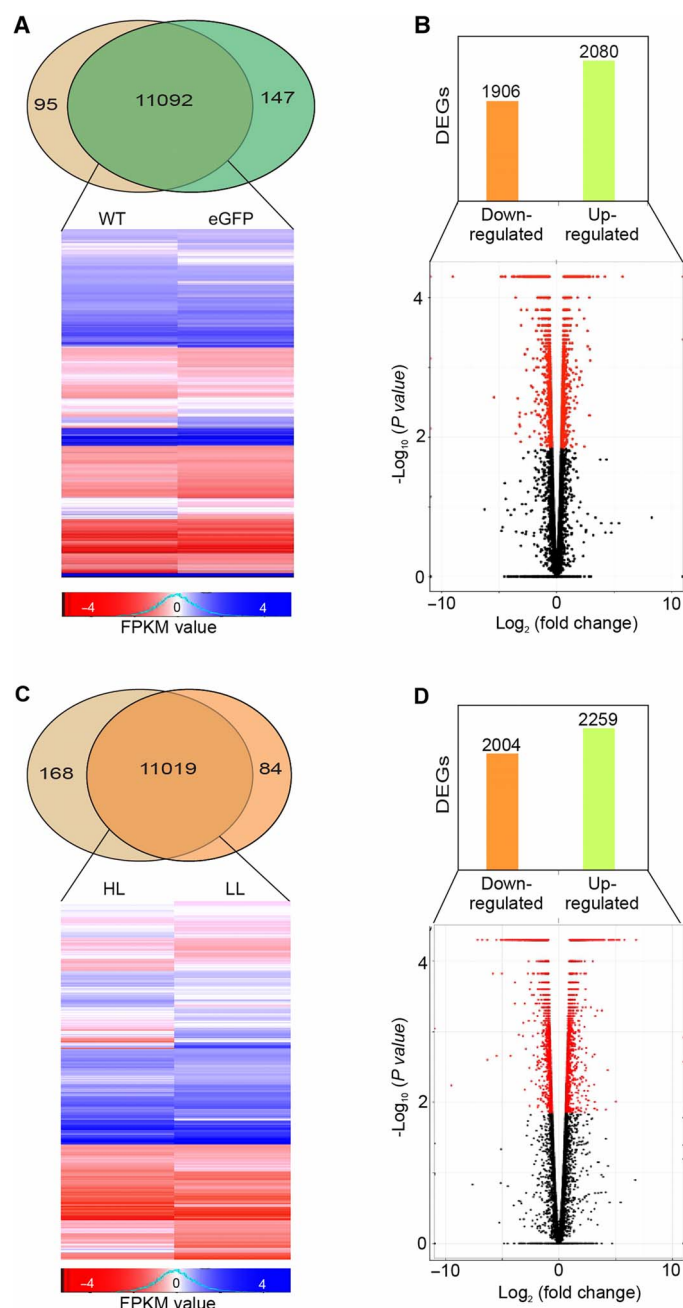 A
95
11092
147
WT
eGFP
–4
0
4
FPKM value
B
DEGs
1906
2080
Down-
regulated
Up-
regulated
-Log10 (P value)
4
2
0
–10
0
10
Log2 (fold change)
C
168
11019
84
HL
LL
–4
0
4
FPKM value
D
DEGs
2004
2259
Down-
regulated
Up-
regulated
-Log10 (P value)
4
2
0
–10
0
10
Log2 (fold change)